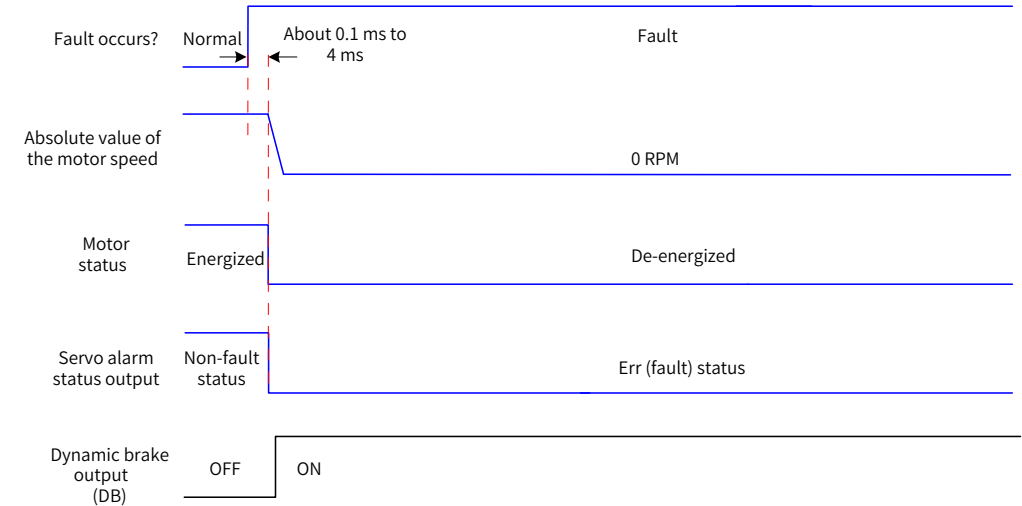 Fault occurs?
Normal
About 0.1 ms to
4 ms
Fault
Absolute value of
the motor speed
0 RPM
Motor
status
Energized
De-energized
Servo alarm
status output
Non-fault
status
Err (fault) status
Dynamic brake
output
(DB)
OFF
ON